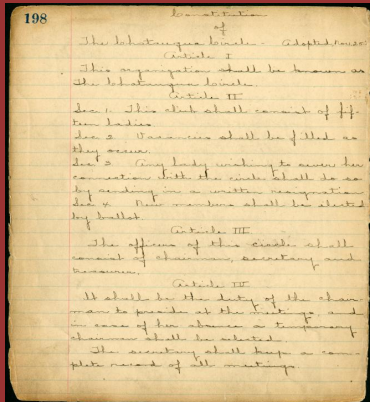 198
Constitution
of
The Chatauqua Circle. Adopted, Nov.
Article I
This organization shall be known as
The Chatauqua Circle.
Article II
Sec 1. This club shall consist of fif-
teen ladies
Sec 2 Vacancies shall be filled as
they occur.
Sec 3 Any lady wishing to sever her
connection with the circle shall do so
by sending in a written resignation
Sec 4 New members shall be elected
by ballot
Article III
The officers of this circle shall
consist of chairman, secretary and
treasurer.
Article IV
It shall be the duty of the chair-
man to preside at the meetings, and
in case of her absence a temporary
chairman shall be selected.
The secretary shall keep a com-
plete record of all meetings.